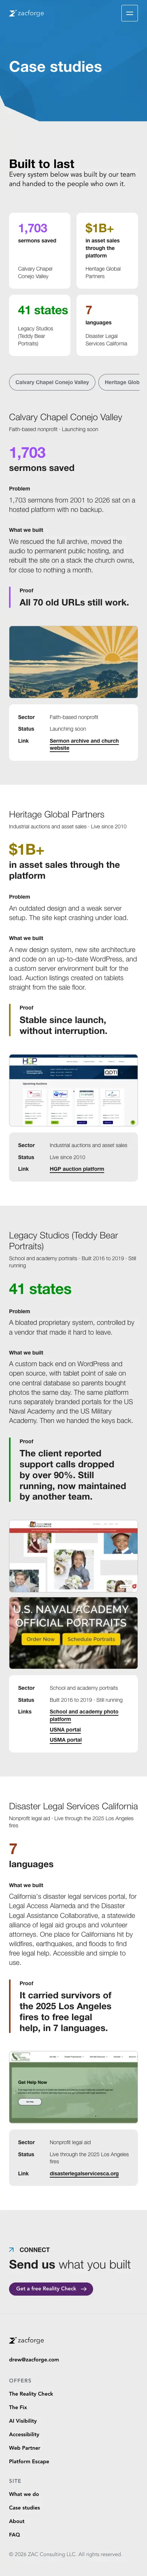 zacforge
Case studies
Built to last
Every system below was built by our team
and handed to the people who own it.
1,703
sermons saved
Calvary Chapel
Conejo Valley
$1B+
in asset sales
through the
platform
Heritage Global
Partners
41 states
Legacy Studios
(Teddy Bear
Portraits)
7
languages
Disaster Legal
Services California
Calvary Chapel Conejo Valley
Heritage Glob
Calvary Chapel Conejo Valley
Faith-based nonprofit · Launching soon
1,703
sermons saved
Problem
1,703 sermons from 2001 to 2026 sat on a
hosted platform with no backup.
What we built
We rescued the full archive, moved the
audio to permanent public hosting, and
rebuilt the site on a stack the church owns,
for close to nothing a month.
Proof
All 70 old URLs still work.
Sector Faith-based nonprofit
Status Launching soon
Link Sermon archive and church
website
Heritage Global Partners
Industrial auctions and asset sales · Live since 2010
$1B+
in asset sales through the
platform
Problem
An outdated design and a weak server
setup. The site kept crashing under load.
What we built
A new design system, new site architecture
and code on an up-to-date WordPress, and
a custom server environment built for the
load. Auction listings created on tablets
straight from the sale floor.
Proof
Stable since launch,
without interruption.
HGP
Sector Industrial auctions and asset sales
Status Live since 2010
Link HGP auction platform
Legacy Studios (Teddy Bear
Portraits)
School and academy portraits · Built 2016 to 2019 · Still
running
41 states
Problem
A bloated proprietary system, controlled by
a vendor that made it hard to leave.
What we built
A custom back end on WordPress and
open source, with tablet point of sale on
one central database so parents bought
photos the same day. The same platform
runs separately branded portals for the US
Naval Academy and the US Military
Academy. Then we handed the keys back.
Proof
The client reported
support calls dropped
by over 90%. Still
running, now maintained
by another team.
U.S. NAVAL ACADEMY
OFFICIAL PORTRAITS
Order Now
Schedule Portraits
Sector School and academy portraits
Status Built 2016 to 2019 · Still running
Links School and academy photo
platform
USNA portal
USMA portal
Disaster Legal Services California
Nonprofit legal aid · Live through the 2025 Los Angeles
fires
7
languages
What we built
California's disaster legal services portal, for
Legal Access Alameda and the Disaster
Legal Assistance Collaborative, a statewide
alliance of legal aid groups and volunteer
attorneys. One place for Californians hit by
wildfires, earthquakes, and floods to find
free legal help. Accessible and simple to
use.
Proof
It carried survivors of
the 2025 Los Angeles
fires to free legal
help, in 7 languages.
Get Help Now
Sector Nonprofit legal aid
Status Live through the 2025 Los Angeles
fires
Link disasterlegalservicesca.org
CONNECT
Send us what you built
Get a free Reality Check
zacforge
drew@zacforge.com
OFFERS
The Reality Check
The Fix
AI Visibility
Accessibility
Web Partner
Platform Escape
SITE
What we do
Case studies
About
FAQ
© 2026 ZAC Consulting LLC. All rights reserved.